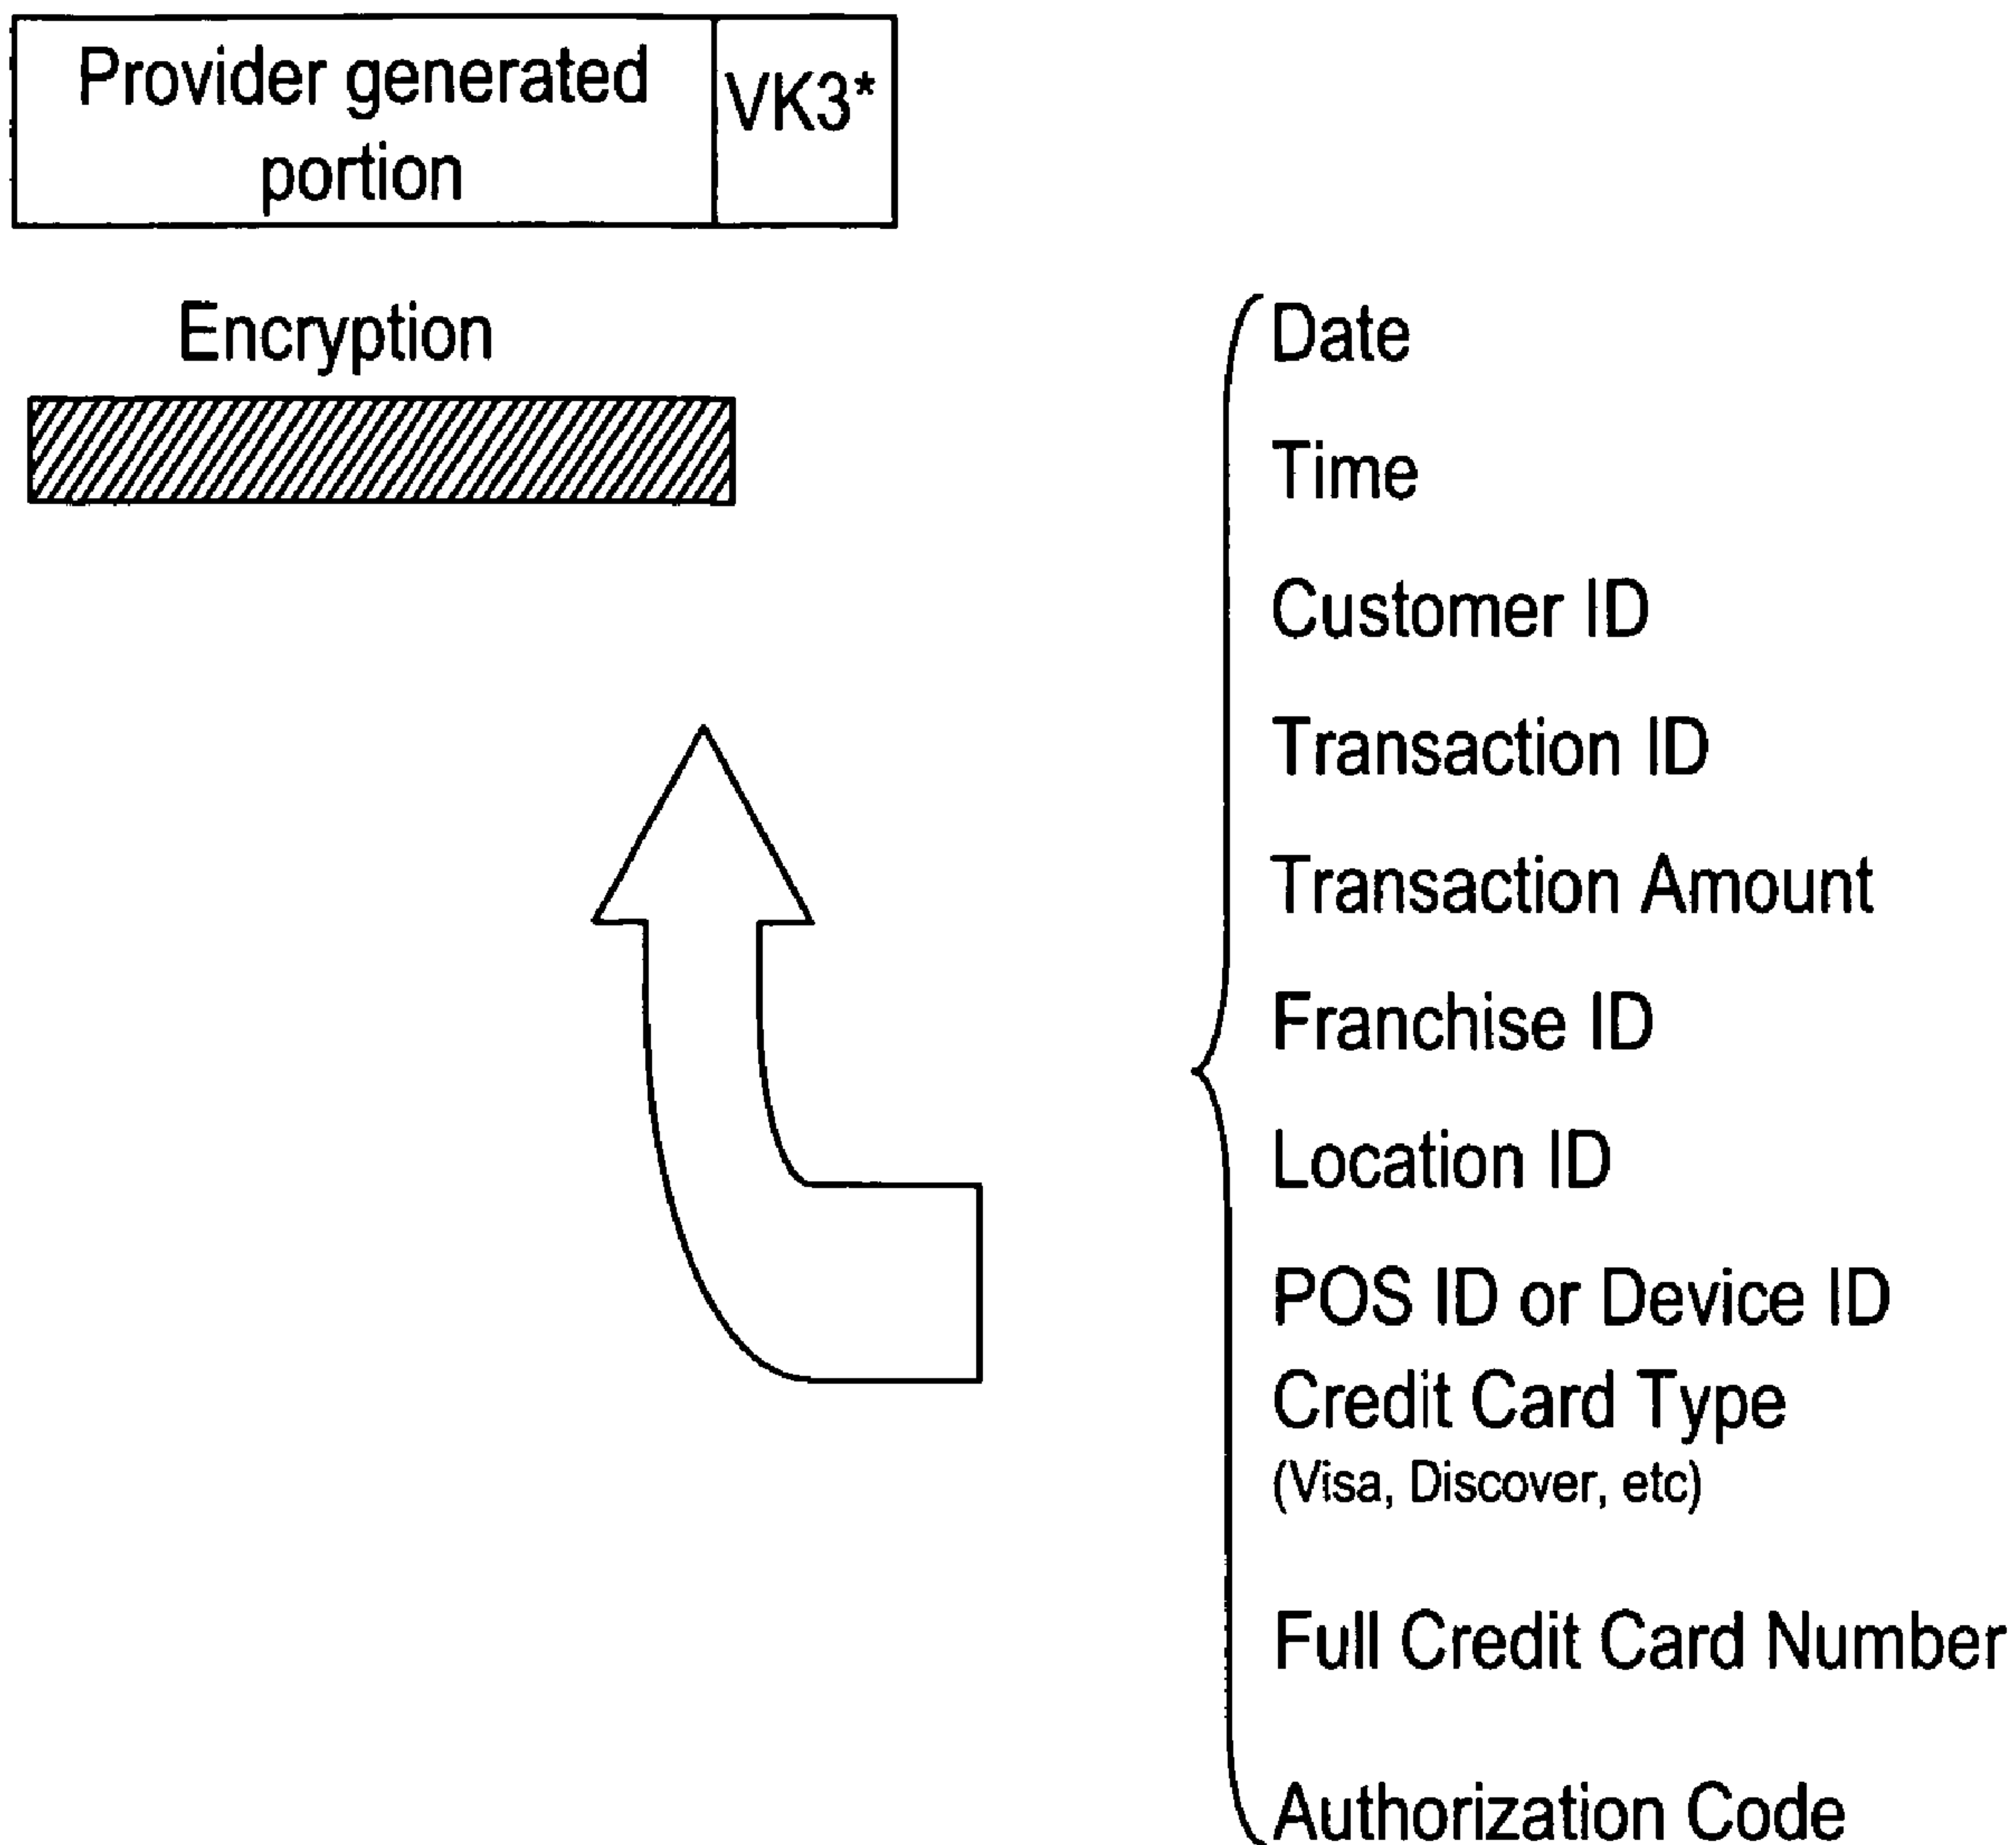 Provider generated
portion
VK3*
Encryption
Date
Time
Customer ID
Transaction ID
Transaction Amount
Franchise ID
Location ID
POS ID or Device ID
Credit Card Type
(Visa, Discover, etc)
Full Credit Card Number
Authorization Code